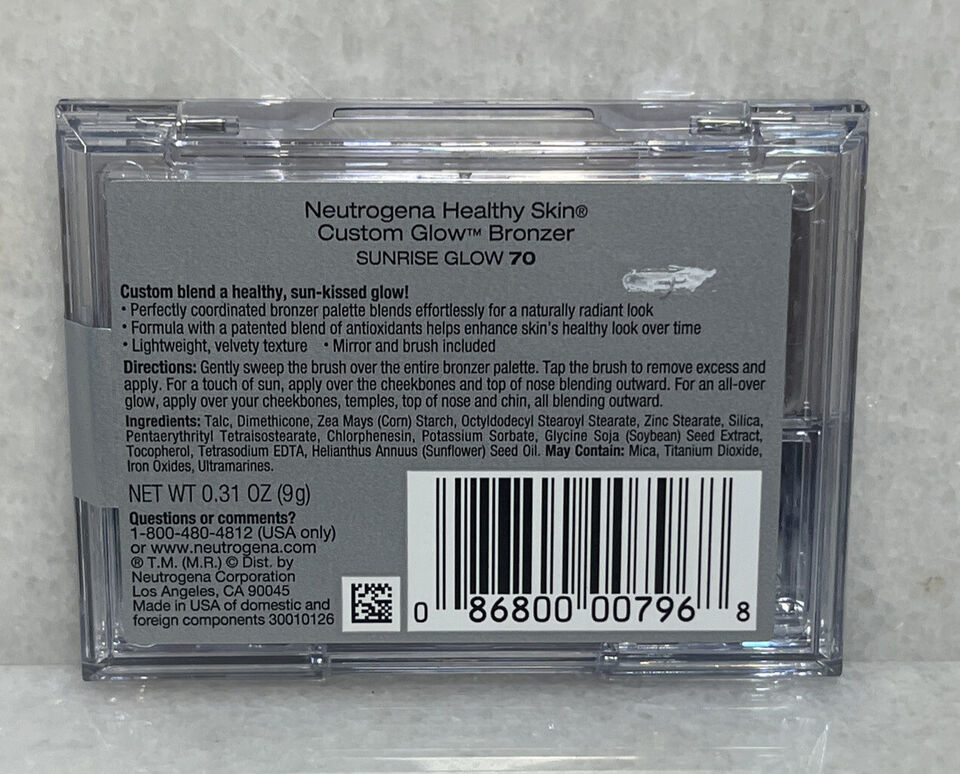 Neutrogena Healthy Skin®
Custom Glow™ Bronzer
SUNRISE GLOW 70
Custom blend a healthy, sun-kissed glow!
• Perfectly coordinated bronzer palette blends effortlessly for a naturally radiant look
• Formula with a patented blend of antioxidants helps enhance skin's healthy look over time
• Lightweight, velvety texture • Mirror and brush included
Directions: Gently sweep the brush over the entire bronzer palette. Tap the brush to remove excess and
apply. For a touch of sun, apply over the cheekbones and top of nose blending outward. For an all-over
glow, apply over your cheekbones, temples, top of nose and chin, all blending outward.
Ingredients: Talc, Dimethicone, Zea Mays (Corn) Starch, Octyldodecyl Stearoyl Stearate, Zinc Stearate, Silica,
Pentaerythrityl Tetraisostearate, Chlorphenesin, Potassium Sorbate, Glycine Soja (Soybean) Seed Extract,
Tocopherol, Tetrasodium EDTA, Helianthus Annuus (Sunflower) Seed Oil. May Contain: Mica, Titanium Dioxide,
Iron Oxides, Ultramarines.
NET WT 0.31 OZ (9g)
Questions or comments?
1-800-480-4812 (USA only)
or www.neutrogena.com
® T.M. (M.R.) © Dist. by
Neutrogena Corporation
Los Angeles, CA 90045
Made in USA of domestic and
foreign components 30010126
0 86800 00796 8